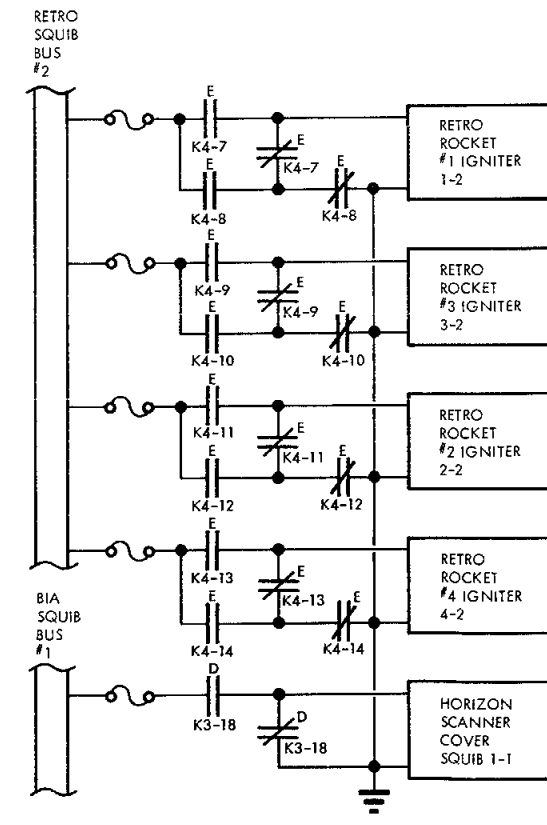 RETRO
SQUIB
BUS
#2
E
K4-7
E
K4-7
E
K4-8
E
K4-8
RETRO
ROCKET
#1 IGNITER
1-2
E
K4-9
E
K4-9
E
K4-10
E
K4-10
RETRO
ROCKET
#3 IGNITER
3-2
E
K4-11
E
K4-11
E
K4-12
E
K4-12
RETRO
ROCKET
#2 IGNITER
2-2
E
K4-13
E
K4-13
E
K4-14
E
K4-14
RETRO
ROCKET
#4 IGNITER
4-2
BIA
SQUIB
BUS
#1
D
K3-18
D
K3-18
HORIZON
SCANNER
COVER
SQUIB 1-1